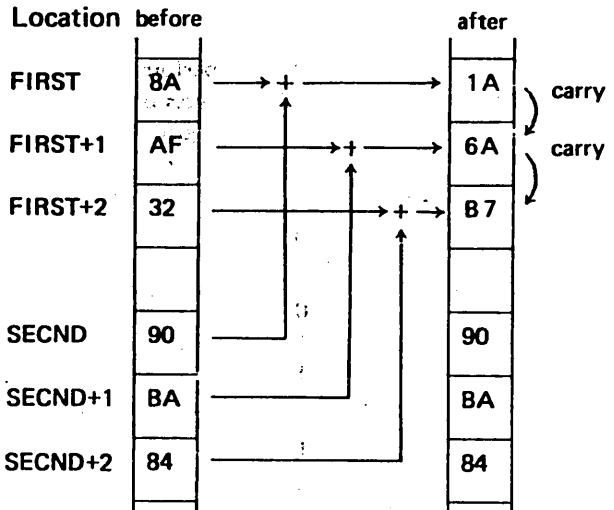 Location before after
FIRST 8A + 1A carry
FIRST+1 AF + 6A carry
FIRST+2 32 + B7
SECND 90 90
SECND+1 BA BA
SECND+2 84 84